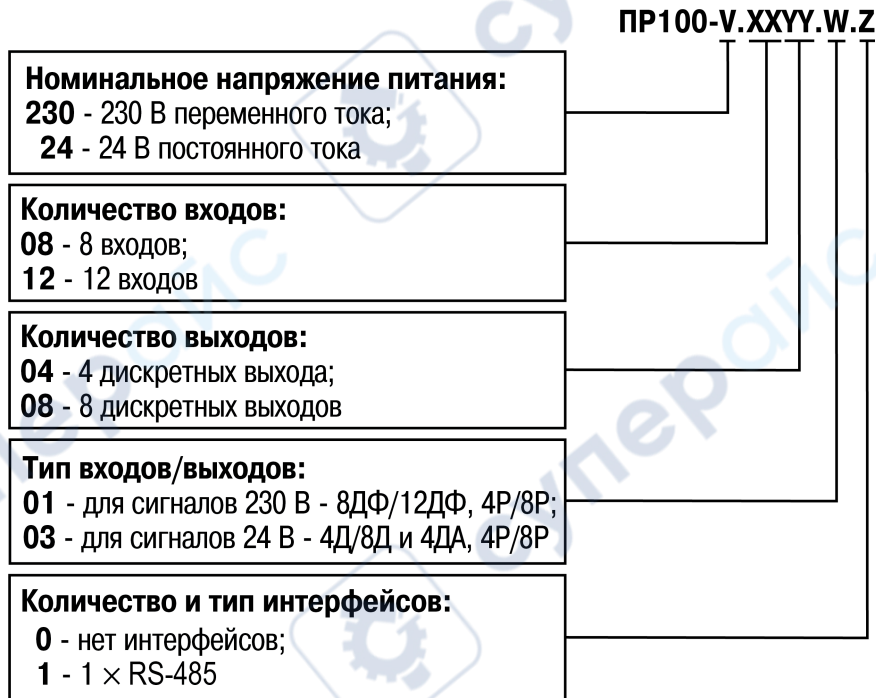 ПР100-V.XXYY.W.Z
Номинальное напряжение питания:
230 - 230 В переменного тока;
24 - 24 В постоянного тока
Количество входов:
08 - 8 входов;
12 - 12 входов
Количество выходов:
04 - 4 дискретных выхода;
08 - 8 дискретных выходов
Тип входов/выходов:
01 - для сигналов 230 В - 8ДФ/12ДФ, 4Р/8Р;
03 - для сигналов 24 В - 4Д/8Д и 4ДА, 4Р/8Р
Количество и тип интерфейсов:
0 - нет интерфейсов;
1 - 1 × RS-485
суперайс